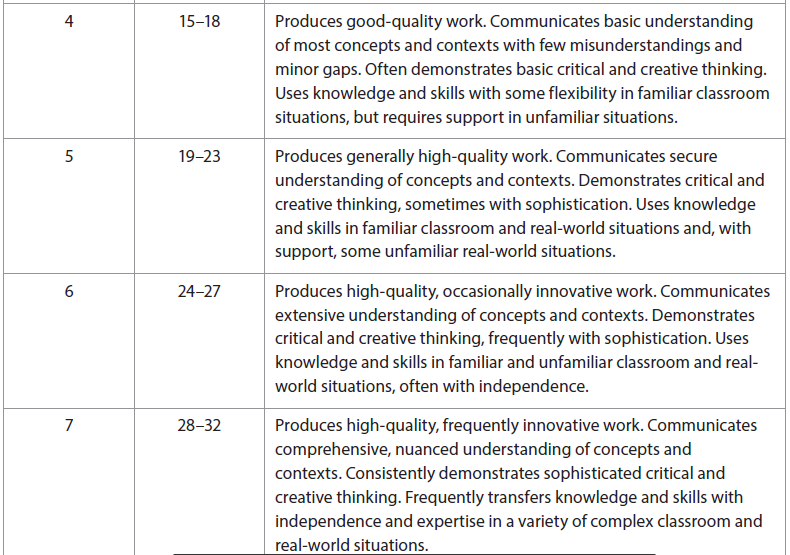 4 15–18 Produces good-quality work. Communicates basic understanding
of most concepts and contexts with few misunderstandings and
minor gaps. Often demonstrates basic critical and creative thinking.
Uses knowledge and skills with some flexibility in familiar classroom
situations, but requires support in unfamiliar situations.
5 19–23 Produces generally high-quality work. Communicates secure
understanding of concepts and contexts. Demonstrates critical and
creative thinking, sometimes with sophistication. Uses knowledge
and skills in familiar classroom and real-world situations and, with
support, some unfamiliar real-world situations.
6 24–27 Produces high-quality, occasionally innovative work. Communicates
extensive understanding of concepts and contexts. Demonstrates
critical and creative thinking, frequently with sophistication. Uses
knowledge and skills in familiar and unfamiliar classroom and real-
world situations, often with independence.
7 28–32 Produces high-quality, frequently innovative work. Communicates
comprehensive, nuanced understanding of concepts and
contexts. Consistently demonstrates sophisticated critical and
creative thinking. Frequently transfers knowledge and skills with
independence and expertise in a variety of complex classroom and
real-world situations.